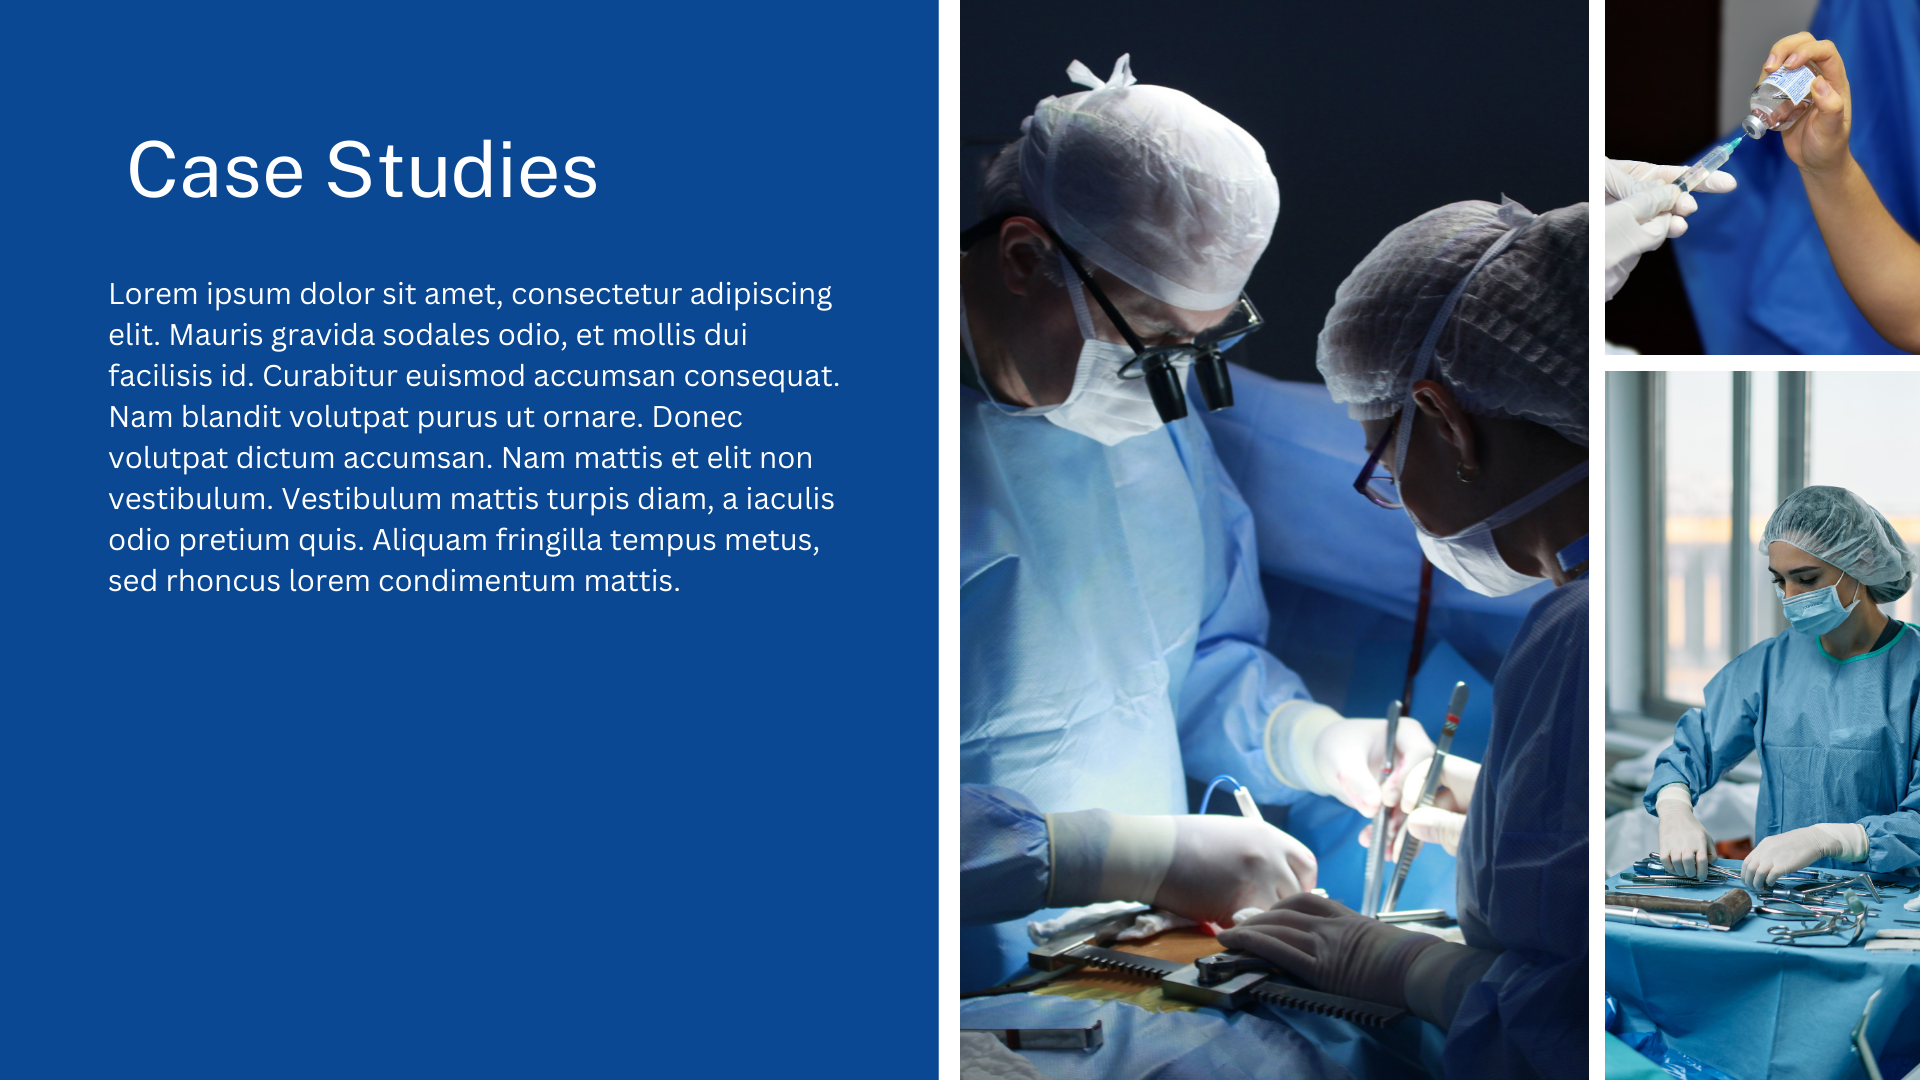 Case Studies
Lorem ipsum dolor sit amet, consectetur adipiscing
elit. Mauris gravida sodales odio, et mollis dui
facilisis id. Curabitur euismod accumsan consequat.
Nam blandit volutpat purus ut ornare. Donec
volutpat dictum accumsan. Nam mattis et elit non
vestibulum. Vestibulum mattis turpis diam, a iaculis
odio pretium quis. Aliquam fringilla tempus metus,
sed rhoncus lorem condimentum mattis.